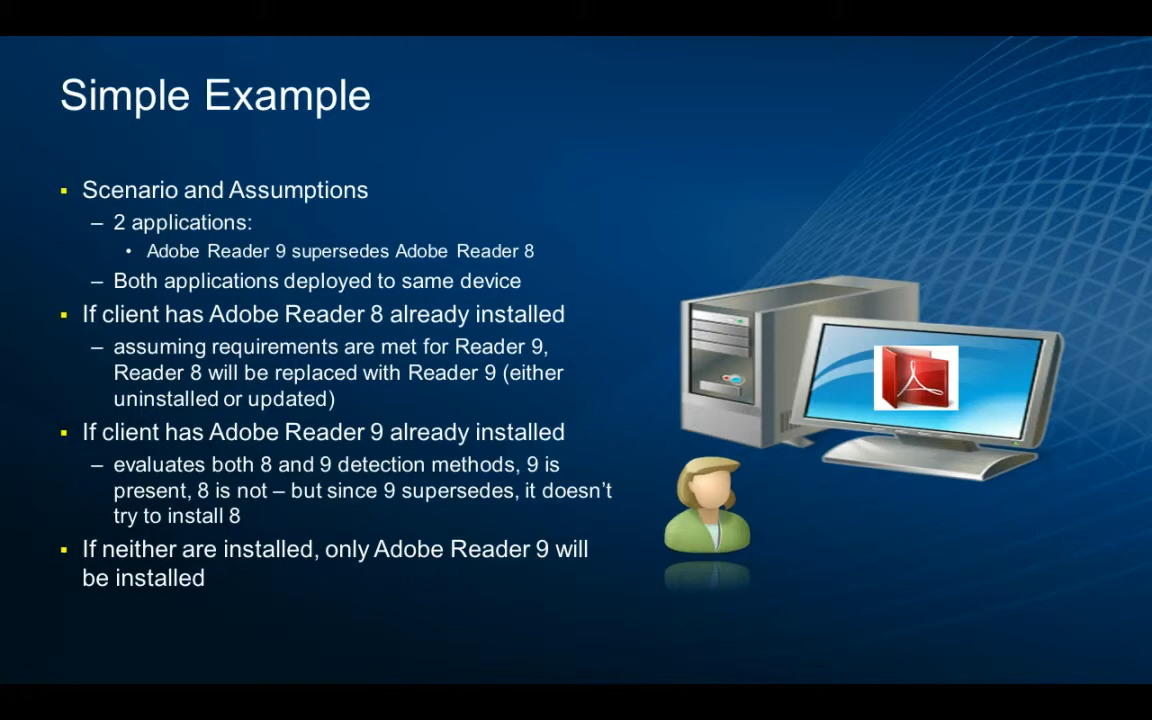 Simple Example
▪ Scenario and Assumptions
– 2 applications:
• Adobe Reader 9 supersedes Adobe Reader 8
– Both applications deployed to same device
▪ If client has Adobe Reader 8 already installed
– assuming requirements are met for Reader 9,
Reader 8 will be replaced with Reader 9 (either
uninstalled or updated)
▪ If client has Adobe Reader 9 already installed
– evaluates both 8 and 9 detection methods, 9 is
present, 8 is not – but since 9 supersedes, it doesn’t
try to install 8
▪ If neither are installed, only Adobe Reader 9 will
be installed